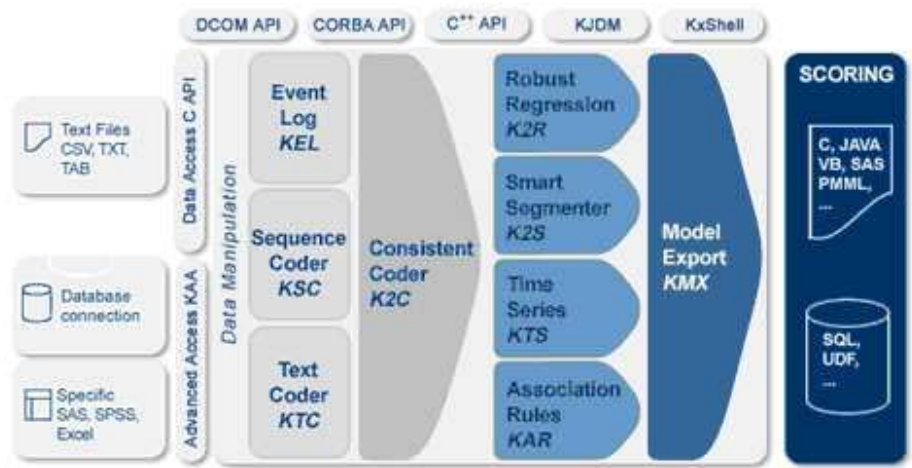 DCOM API
CORBA API
C++ API
KJDM
KxShell
Text Files
CSV, TXT,
TAB
Database
connection
Specific
SAS, SPSS,
Excel
Data Access C API
Advanced Access KAA
Data Manipulation
Event
Log
KEL
Sequence
Coder
KSC
Text
Coder
KTC
Consistent
Coder
K2C
Robust
Regression
K2R
Smart
Segmenter
K2S
Time
Series
KTS
Association
Rules
KAR
Model
Export
KMX
SCORING
C, JAVA
VB, SAS
PMML,
...
SQL,
UDF,
...